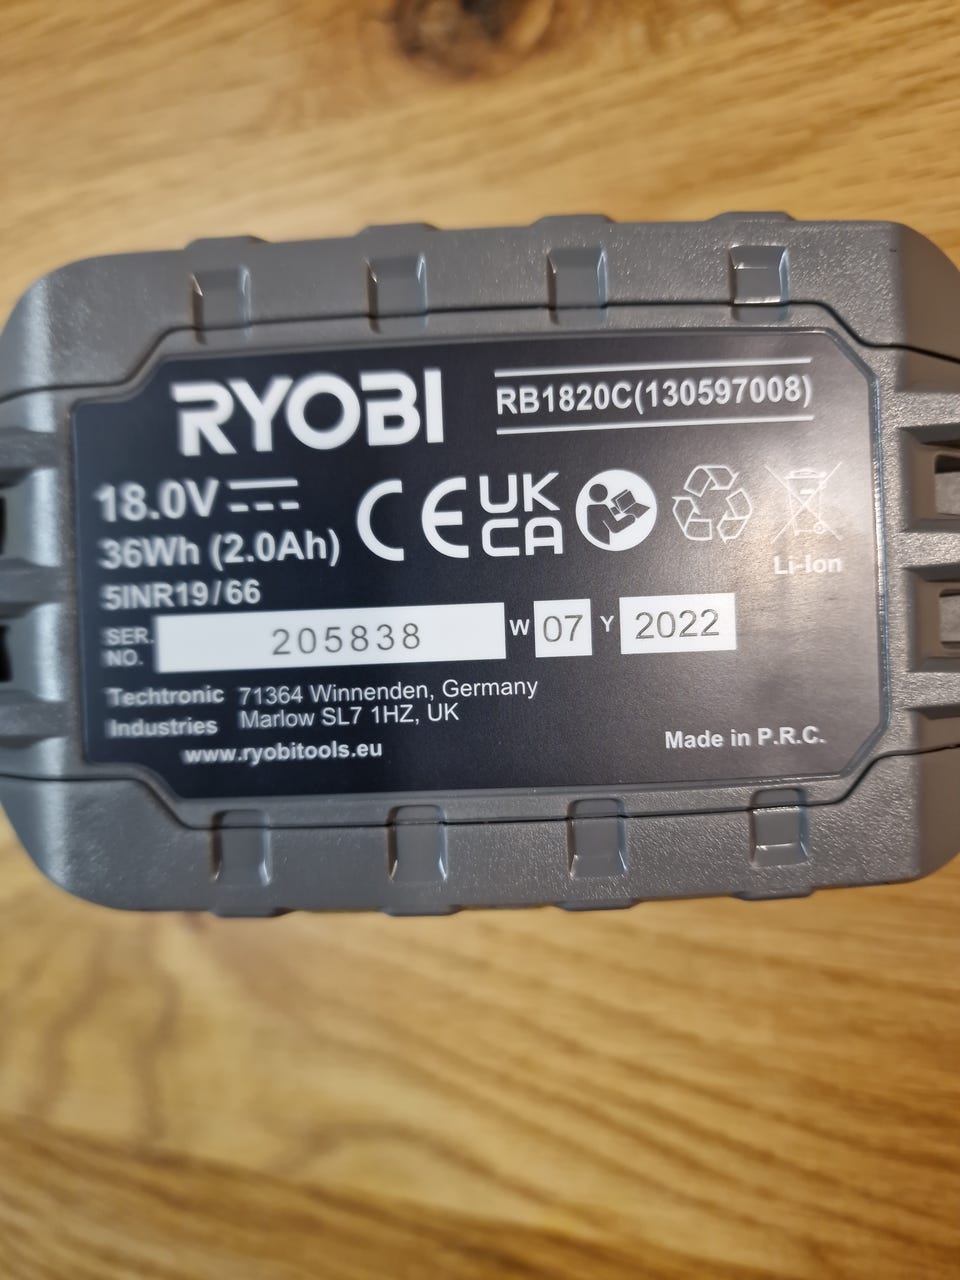 RYOBI
RB1820C(130597008)
18.0V
36Wh (2.0Ah)
5INR19/66
CE
UK
CA
Li-Ion
SER. NO. 205838 W 07 Y 2022
Techtronic Industries
71364 Winnenden, Germany
Marlow SL7 1HZ, UK
www.ryobitools.eu
Made in P.R.C.